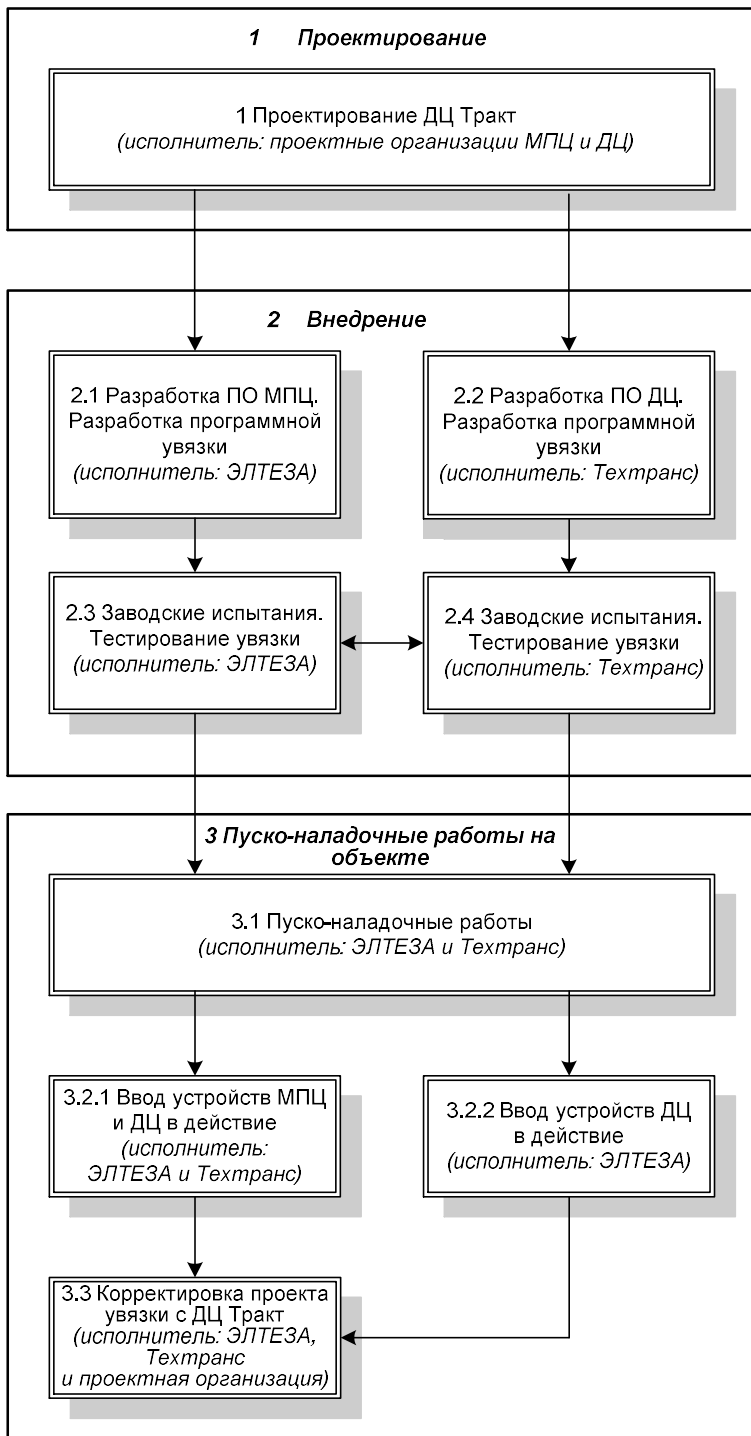 1 Проектирование
1 Проектирование ДЦ Тракт
(исполнитель: проектные организации МПЦ и ДЦ)
2 Внедрение
2.1 Разработка ПО МПЦ.
Разработка программной
увязки
(исполнитель: ЭЛТЕЗА)
2.2 Разработка ПО ДЦ.
Разработка программной
увязки
(исполнитель: Техтранс)
2.3 Заводские испытания.
Тестирование увязки
(исполнитель: ЭЛТЕЗА)
2.4 Заводские испытания.
Тестирование увязки
(исполнитель: Техтранс)
3 Пуско-наладочные работы на
объекте
3.1 Пуско-наладочные работы
(исполнитель: ЭЛТЕЗА и Техтранс)
3.2.1 Ввод устройств МПЦ
и ДЦ в действие
(исполнитель:
ЭЛТЕЗА и Техтранс)
3.2.2 Ввод устройств ДЦ
в действие
(исполнитель: ЭЛТЕЗА)
3.3 Корректировка проекта
увязки с ДЦ Тракт
(исполнитель: ЭЛТЕЗА,
Техтранс
и проектная организация)